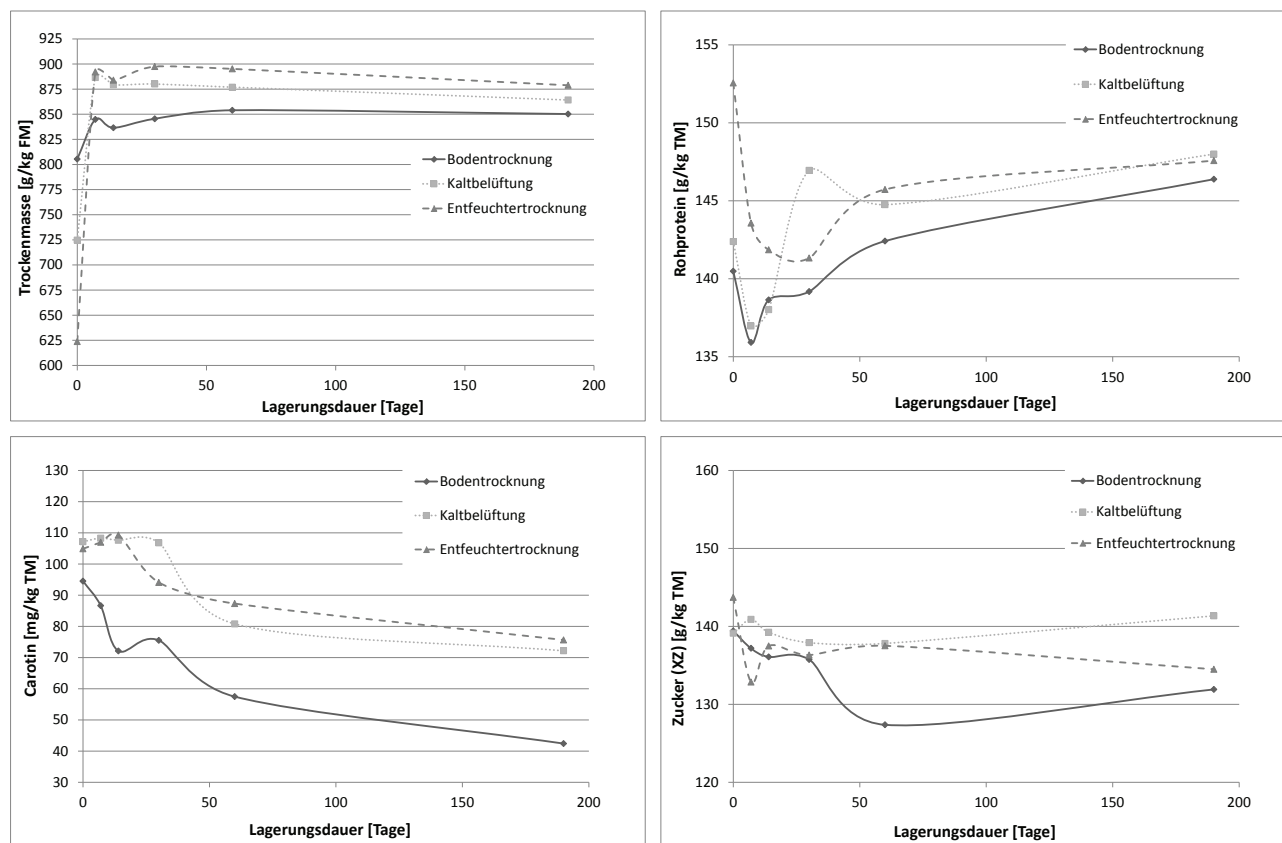 Trockenmasse [g/kg FM]
925
900
875
850
825
800
775
750
725
700
675
650
625
600
0
50
100
150
200
Lagerungsdauer [Tage]
Bodentrocknung
Kaltbelüftung
Entfeuchtertrocknung
Rohprotein [g/kg TM]
155
150
145
140
135
0
50
100
150
200
Lagerungsdauer [Tage]
Bodentrocknung
Kaltbelüftung
Entfeuchtertrocknung
Carotin [mg/kg TM]
130
120
110
100
90
80
70
60
50
40
30
0
50
100
150
200
Lagerungsdauer [Tage]
Bodentrocknung
Kaltbelüftung
Entfeuchtertrocknung
Zucker (XZ) [g/kg TM]
160
150
140
130
120
0
50
100
150
200
Lagerungsdauer [Tage]
Bodentrocknung
Kaltbelüftung
Entfeuchtertrocknung